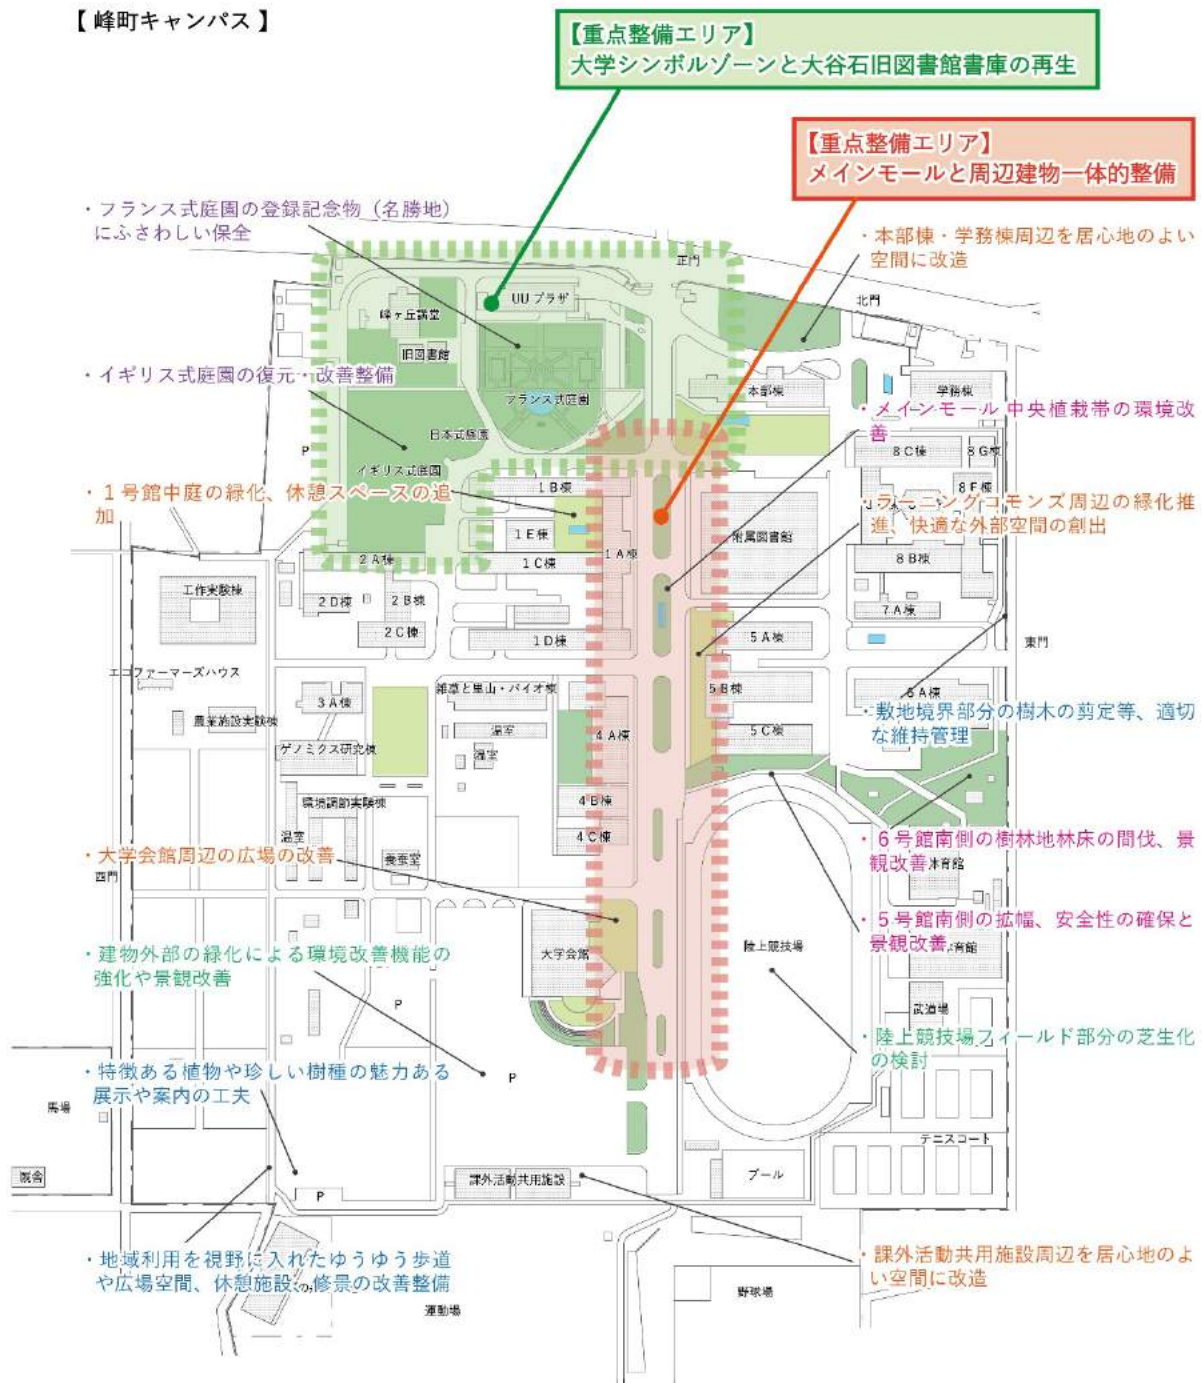 【 峰町キャンパス 】
【重点整備エリア】
大学シンボルゾーンと大谷石旧図書館書庫の再生
【重点整備エリア】
メインモールと周辺建物一体的整備
・フランス式庭園の登録記念物（名勝地）
にふさわしい保全
・本部棟・学務棟周辺を居心地のよい
空間に改造
正門
北門
UU プラザ
峰ヶ丘講堂
旧図書館
・イギリス式庭園の復元・改善整備
フランス式庭園
本部棟
学務棟
・メインモール 中央植栽帯の環境改
善
日本式庭園
イギリス式庭園
P
8 C 棟
8 G 棟
8 F 棟
・１号館中庭の緑化、休憩スペースの追
加
1 B 棟
1 E 棟
1 A 棟
1 C 棟
附属図書館
・ラーニングコモンズ周辺の緑化推
進、快適な外部空間の創出
8 B 棟
2 A 棟
工作実験棟
2 D 棟
2 B 棟
2 C 棟
1 D 棟
7 A 棟
5 A 棟
東門
エコファーマーズハウス
3 A 棟
雑草と里山・バイオ棟
5 B 棟
6 A 棟
・敷地境界部分の樹木の剪定等、適切
な維持管理
農業施設実験棟
温室
4 A 棟
5 C 棟
ゲノミクス研究棟
温室
環境調節実験棟
4 B 棟
温室
4 C 棟
・６号館南側の樹林地林床の間伐、景
観改善
体育館
・大学会館周辺の広場の改善
養蚕室
西門
・５号館南側の拡幅、安全性の確保と
景観改善
育館
大学会館
陸上競技場
・建物外部の緑化による環境改善機能の
強化や景観改善
P
武道場
・陸上競技場フィールド部分の芝生化
の検討
・特徴ある植物や珍しい樹種の魅力ある
展示や案内の工夫
P
馬場
テニスコート
厩舎
P
課外活動共用施設
プール
・地域利用を視野に入れたゆうゆう歩道
や広場空間、休憩施設、修景の改善整備
・課外活動共用施設周辺を居心地のよ
い空間に改造
野球場
運動場